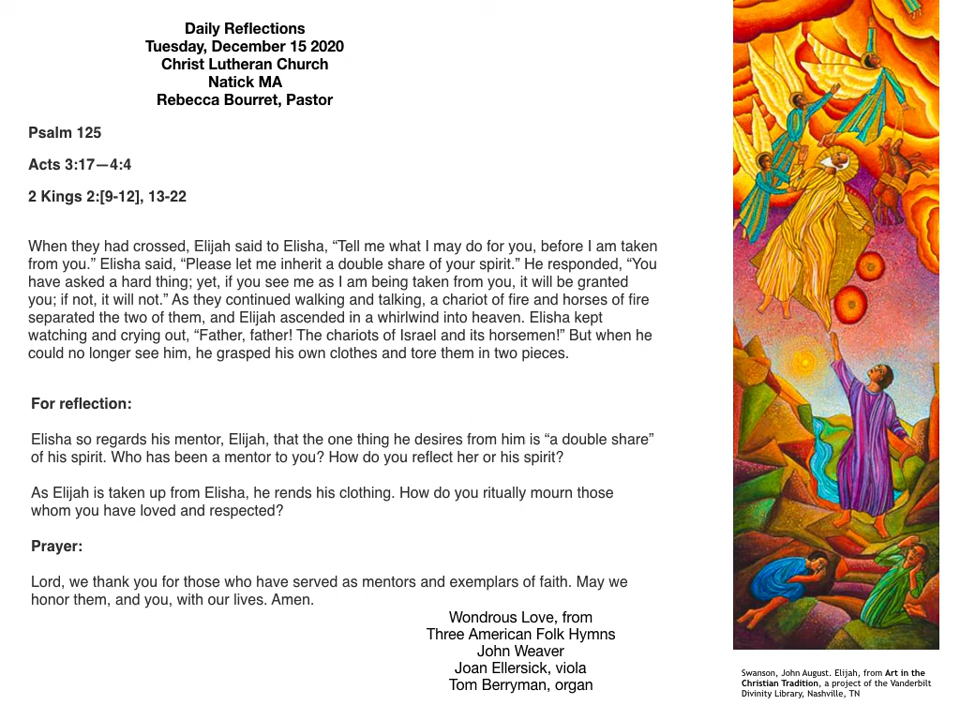 Daily Reflections
Tuesday, December 15 2020
Christ Lutheran Church
Natick MA
Rebecca Bourret, Pastor
Psalm 125
Acts 3:17—4:4
2 Kings 2:[9-12], 13-22
When they had crossed, Elijah said to Elisha, “Tell me what I may do for you, before I am taken
from you.” Elisha said, “Please let me inherit a double share of your spirit.” He responded, “You
have asked a hard thing; yet, if you see me as I am being taken from you, it will be granted
you; if not, it will not.” As they continued walking and talking, a chariot of fire and horses of fire
separated the two of them, and Elijah ascended in a whirlwind into heaven. Elisha kept
watching and crying out, “Father, father! The chariots of Israel and its horsemen!” But when he
could no longer see him, he grasped his own clothes and tore them in two pieces.
For reflection:
Elisha so regards his mentor, Elijah, that the one thing he desires from him is “a double share”
of his spirit. Who has been a mentor to you? How do you reflect her or his spirit?
As Elijah is taken up from Elisha, he rends his clothing. How do you ritually mourn those
whom you have loved and respected?
Prayer:
Lord, we thank you for those who have served as mentors and exemplars of faith. May we
honor them, and you, with our lives. Amen.
Wondrous Love, from
Three American Folk Hymns
John Weaver
Joan Ellersick, viola
Tom Berryman, organ
Swanson, John August. Elijah, from Art in the
Christian Tradition, a project of the Vanderbilt
Divinity Library, Nashville, TN